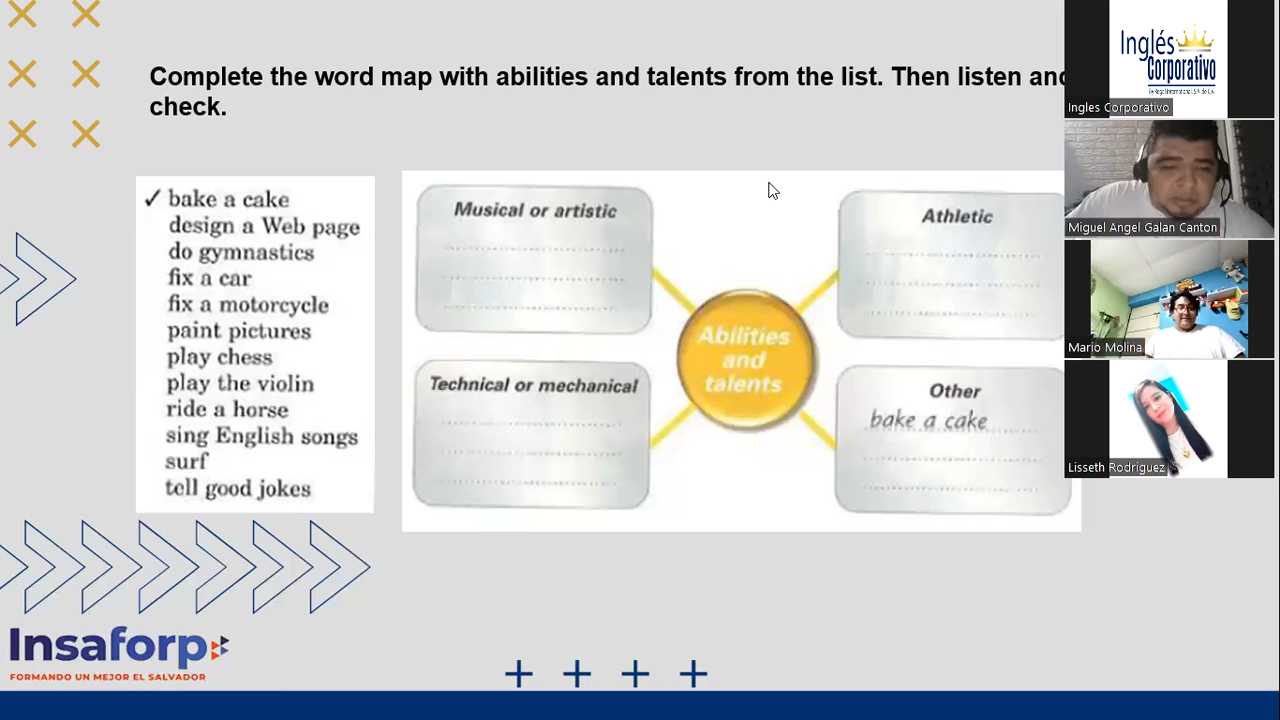 Complete the word map with abilities and talents from the list. Then listen and
check.
✓ bake a cake
design a Web page
do gymnastics
fix a car
fix a motorcycle
paint pictures
play chess
play the violin
ride a horse
sing English songs
surf
tell good jokes
Musical or artistic
Athletic
Abilities
and
talents
Technical or mechanical
Other
bake a cake
Inglés
Corporativo
Ingles Corporativo
Miguel Angel Galan Canton
Mario Molina
Lisseth Rodriguez
Insaforp
FORMANDO UN MEJOR EL SALVADOR